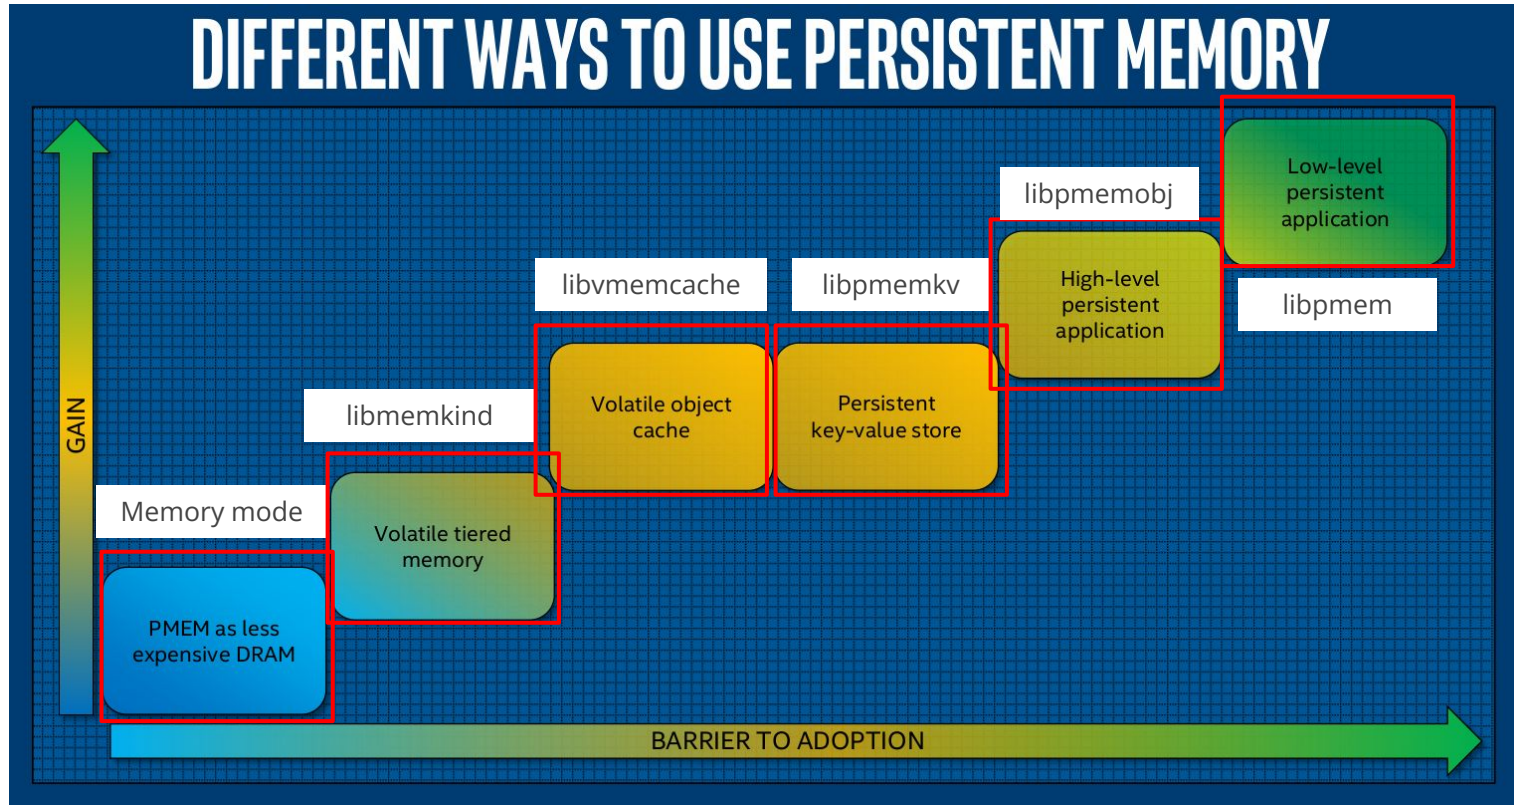 DIFFERENT WAYS TO USE PERSISTENT MEMORY
GAIN
Memory mode
PMEM as less
expensive DRAM
libmemkind
Volatile tiered
memory
libvmemcache
Volatile object
cache
libpmemkv
Persistent
key-value store
libpmemobj
High-level
persistent
application
Low-level
persistent
application
libpmem
BARRIER TO ADOPTION